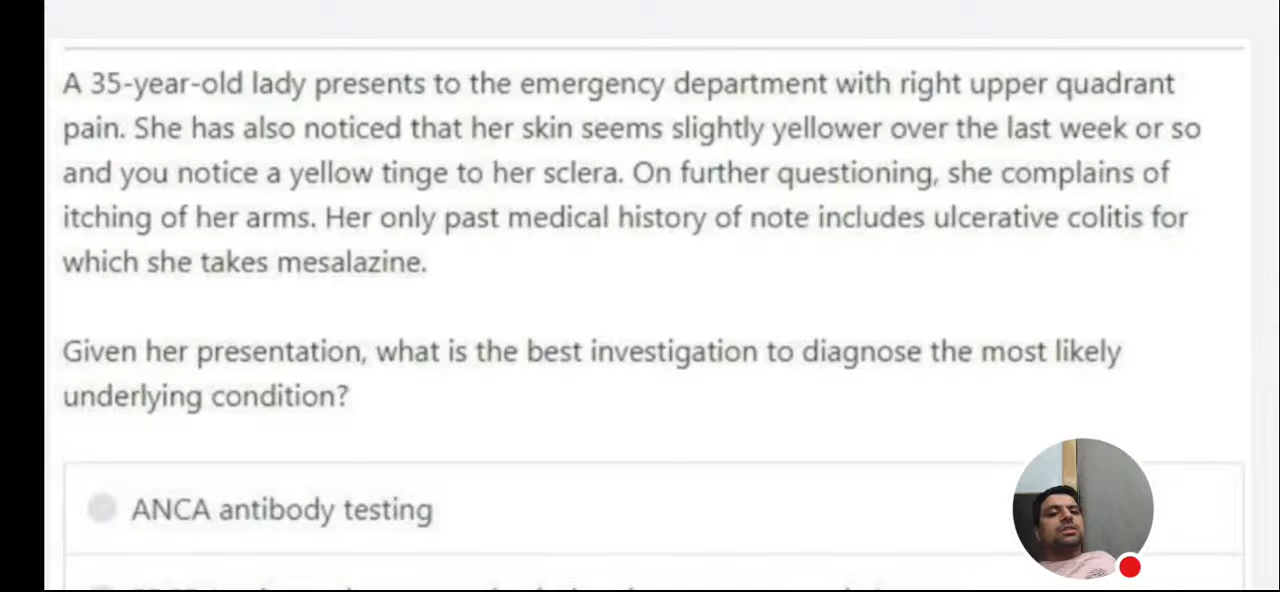 A 35-year-old lady presents to the emergency department with right upper quadrant
pain. She has also noticed that her skin seems slightly yellower over the last week or so
and you notice a yellow tinge to her sclera. On further questioning, she complains of
itching of her arms. Her only past medical history of note includes ulcerative colitis for
which she takes mesalazine.
Given her presentation, what is the best investigation to diagnose the most likely
underlying condition?
ANCA antibody testing